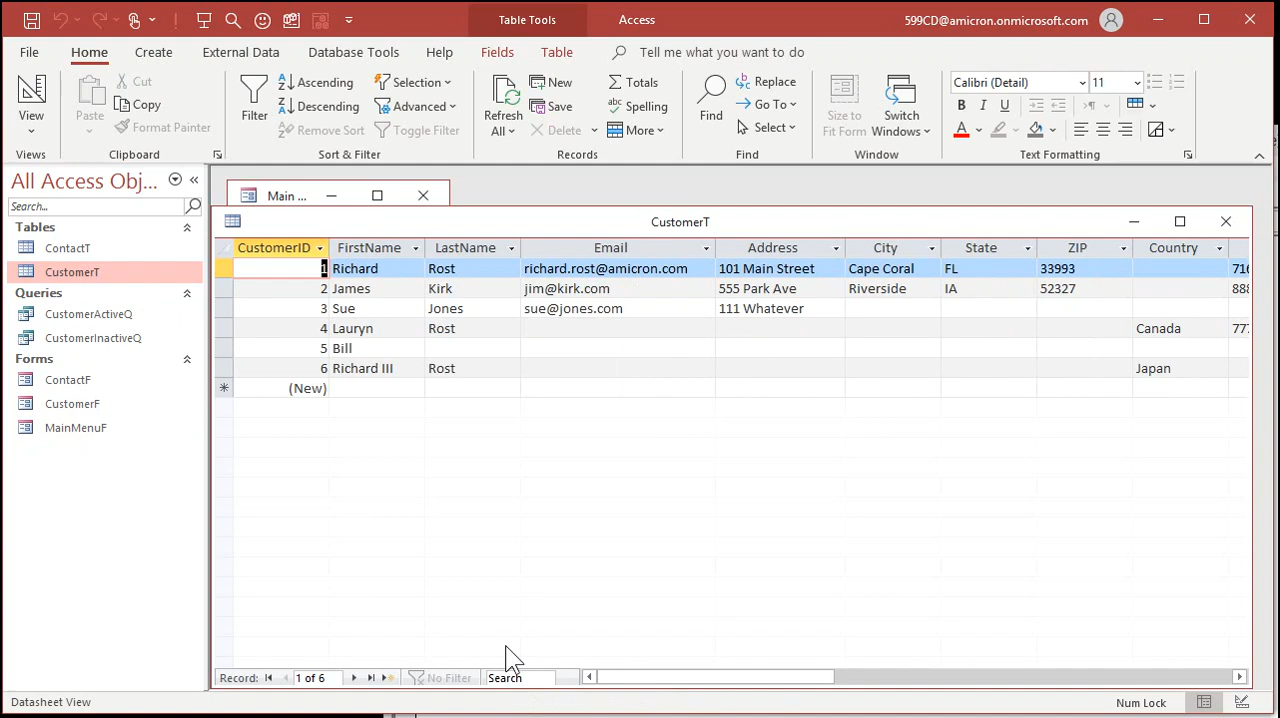 Table Tools
Access
599CD@amicron.onmicrosoft.com
File
Home
Create
External Data
Database Tools
Help
Fields
Table
Tell me what you want to do
View
Views
Paste
Cut
Copy
Format Painter
Clipboard
Filter
Ascending
Descending
Remove Sort
Selection
Advanced
Toggle Filter
Sort & Filter
Refresh
All
New
Save
Delete
Totals
Spelling
More
Records
Find
Replace
Go To
Select
Find
Size to
Fit Form
Switch
Windows
Window
Calibri (Detail)
11
B I U
A
Text Formatting
All Access Obj...
Search...
Tables
ContactT
CustomerT
Queries
CustomerActiveQ
CustomerInactiveQ
Forms
ContactF
CustomerF
MainMenuF
Main ...
CustomerT
CustomerID FirstName LastName Email Address City State ZIP Country
1 Richard Rost richard.rost@amicron.com 101 Main Street Cape Coral FL 33993 716
2 James Kirk jim@kirk.com 555 Park Ave Riverside IA 52327 888
3 Sue Jones sue@jones.com 111 Whatever
4 Lauryn Rost Canada 777
5 Bill
6 Richard III Rost Japan
(New)
Record: 1 of 6 No Filter Search
Datasheet View
Num Lock